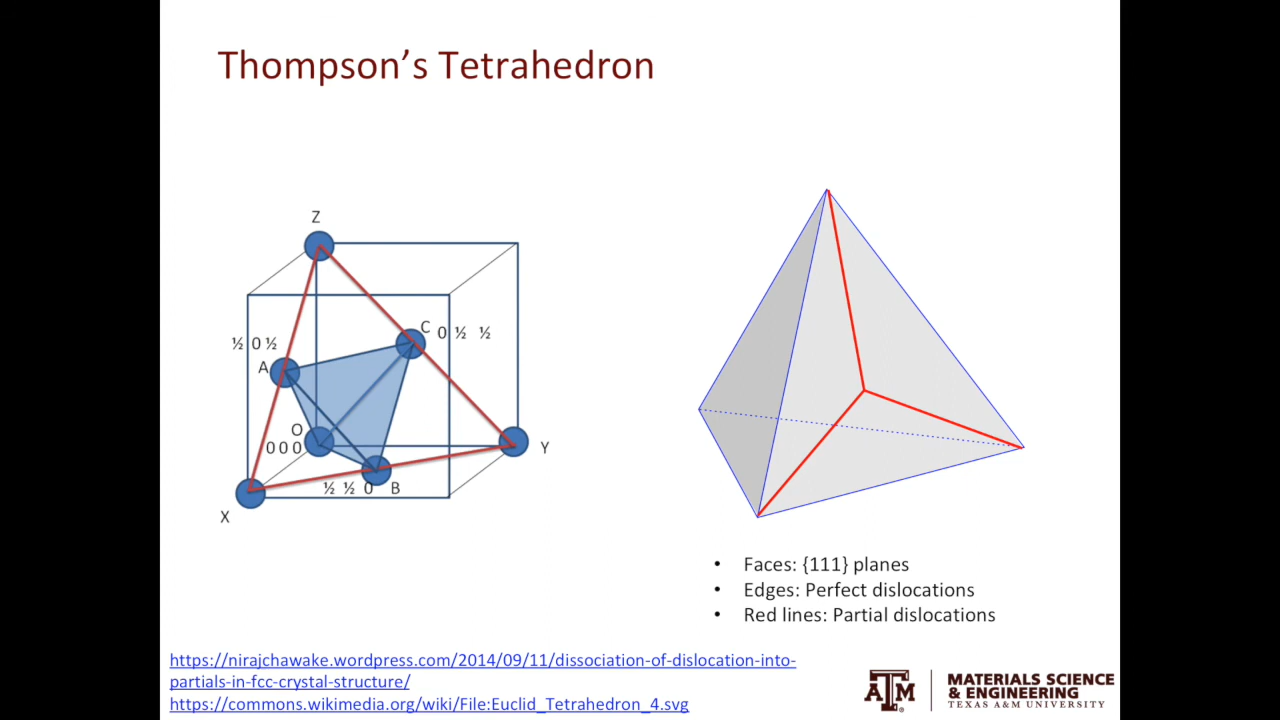 Thompson’s Tetrahedron
Z
C 0 ½ ½
½ 0 ½
A
O
0 0 0
Y
½ ½ 0 B
X
• Faces: {111} planes
• Edges: Perfect dislocations
• Red lines: Partial dislocations
https://nirajchawake.wordpress.com/2014/09/11/dissociation-of-dislocation-into-
partials-in-fcc-crystal-structure/
https://commons.wikimedia.org/wiki/File:Euclid_Tetrahedron_4.svg
ATM®
MATERIALS SCIENCE
& ENGINEERING
TEXAS A&M UNIVERSITY